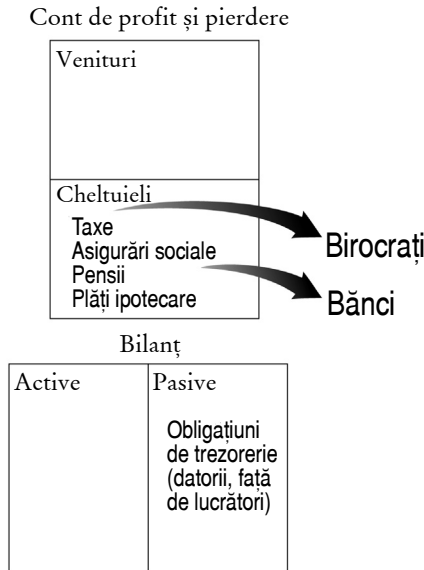 Cont de profit și pierdere
Venituri
Cheltuieli
Taxe
Asigurări sociale
Pensii
Plăți ipotecare
Birocrați
Bănci
Bilanț
Active
Pasive
Obligațiuni
de trezorerie
(datorii, față
de lucrători)